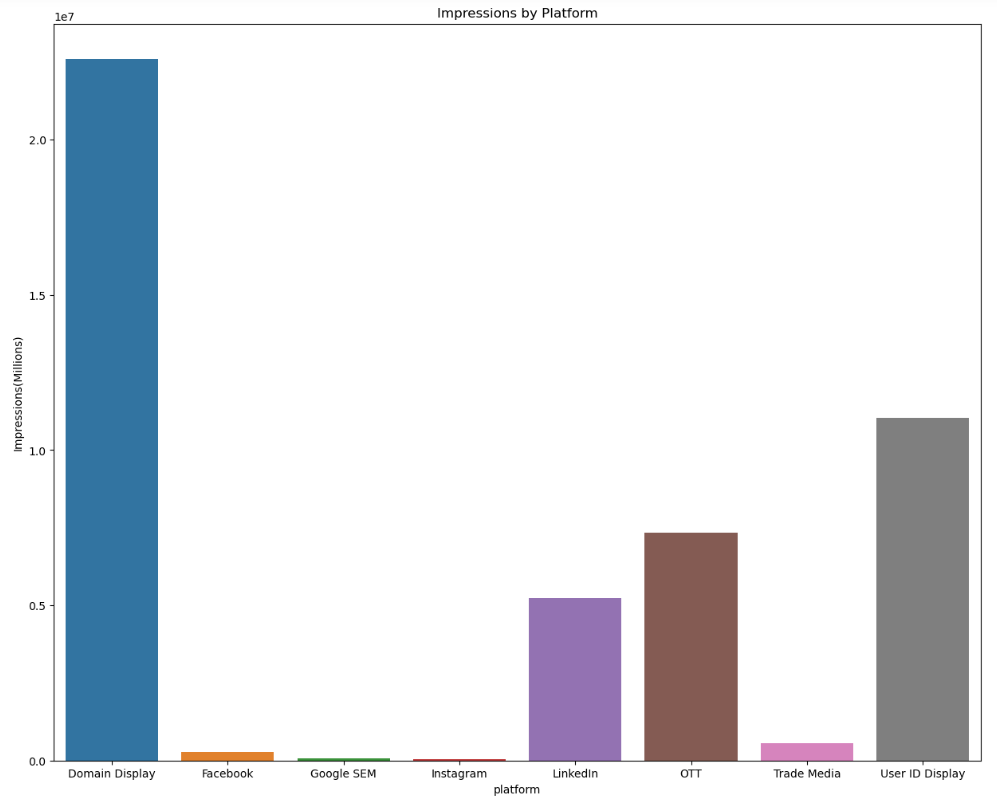 Impressions by Platform
1e7
2.0
1.5
1.0
0.5
0.0
Impressions(Millions)
Domain Display Facebook Google SEM Instagram LinkedIn OTT Trade Media User ID Display
platform